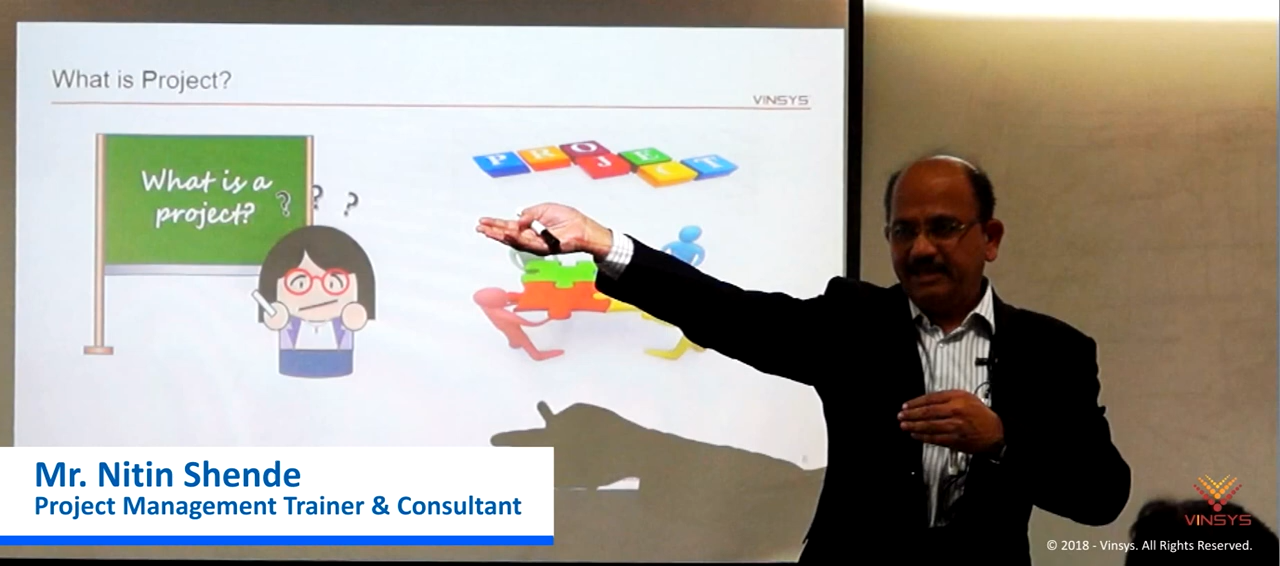 What is Project?
VINSYS
What is a
project?
? ? ?
PROJECT
Mr. Nitin Shende
Project Management Trainer & Consultant
VINSYS
© 2018 - Vinsys. All Rights Reserved.